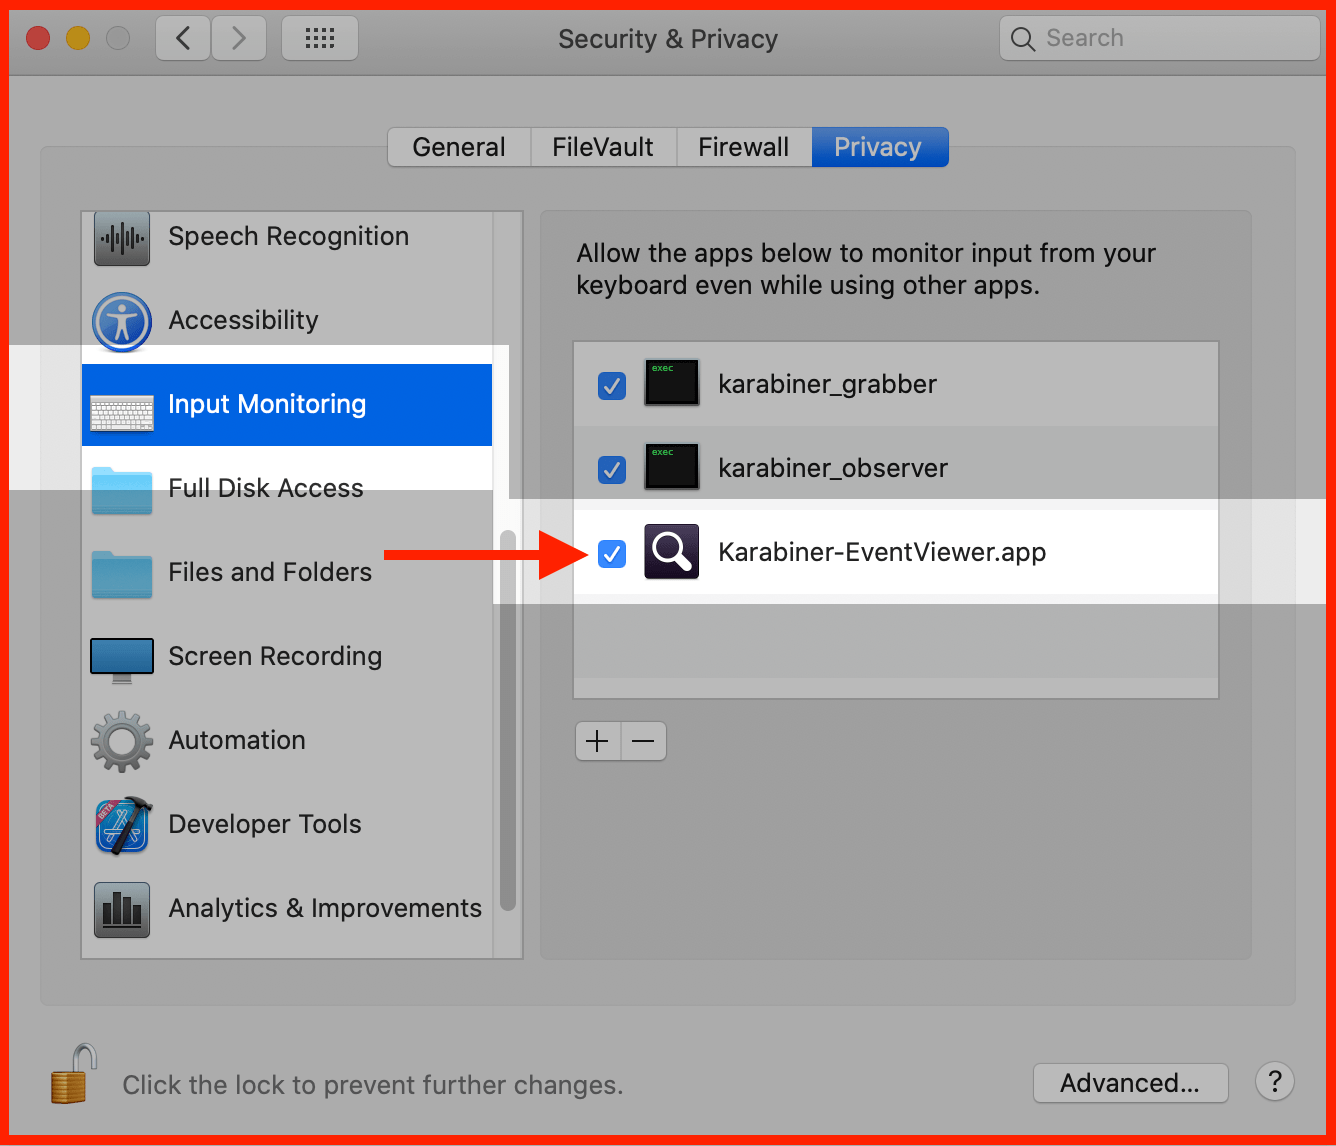 Security & Privacy
Search
General
FileVault
Firewall
Privacy
Speech Recognition
Accessibility
Input Monitoring
Full Disk Access
Files and Folders
Screen Recording
Automation
BETA
Developer Tools
Analytics & Improvements
Allow the apps below to monitor input from your
keyboard even while using other apps.
exec
karabiner_grabber
exec
karabiner_observer
Karabiner-EventViewer.app
Click the lock to prevent further changes.
Advanced...
?